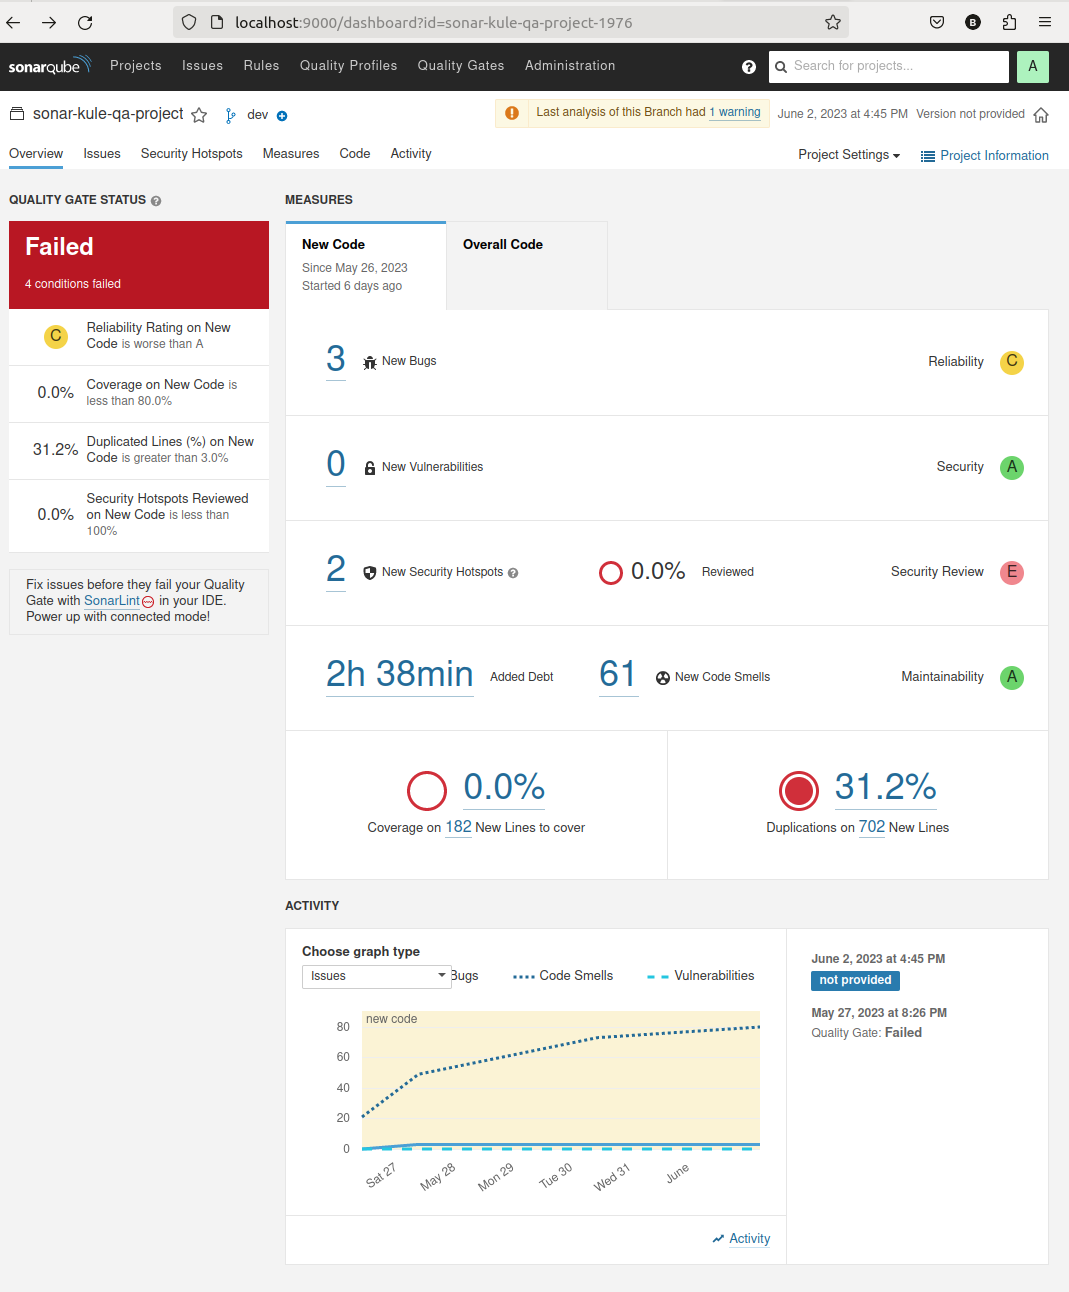 localhost:9000/dashboard?id=sonar-kule-qa-project-1976
B
sonarqube Projects Issues Rules Quality Profiles Quality Gates Administration ? Search for projects... A
sonar-kule-qa-project dev Last analysis of this Branch had 1 warning June 2, 2023 at 4:45 PM Version not provided
Overview Issues Security Hotspots Measures Code Activity Project Settings Project Information
QUALITY GATE STATUS ?
Failed
4 conditions failed
C Reliability Rating on New
Code is worse than A
0.0% Coverage on New Code is
less than 80.0%
31.2% Duplicated Lines (%) on New
Code is greater than 3.0%
0.0% Security Hotspots Reviewed
on New Code is less than
100%
Fix issues before they fail your Quality
Gate with SonarLint in your IDE.
Power up with connected mode!
MEASURES
New Code
Since May 26, 2023
Started 6 days ago
Overall Code
3 New Bugs Reliability C
0 New Vulnerabilities Security A
2 New Security Hotspots ? 0.0% Reviewed Security Review E
2h 38min Added Debt 61 New Code Smells Maintainability A
0.0%
Coverage on 182 New Lines to cover
31.2%
Duplications on 702 New Lines
ACTIVITY
Choose graph type
Issues Bugs Code Smells Vulnerabilities
new code
80
60
40
20
0
Sat 27 May 28 Mon 29 Tue 30 Wed 31 June
Activity
June 2, 2023 at 4:45 PM
not provided
May 27, 2023 at 8:26 PM
Quality Gate: Failed